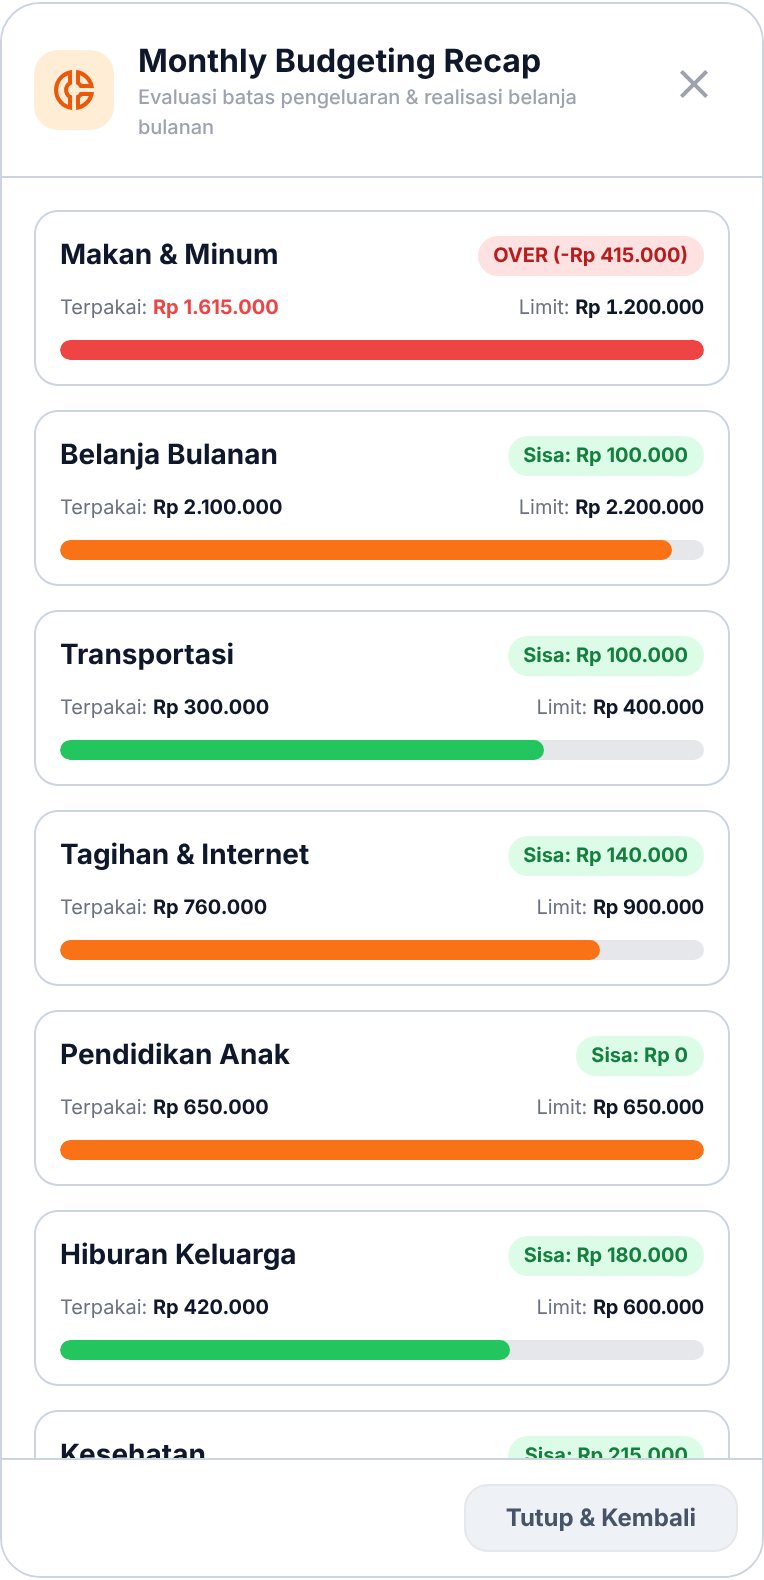 Monthly Budgeting Recap
Evaluasi batas pengeluaran & realisasi belanja
bulanan
Makan & Minum
OVER (-Rp 415.000)
Terpakai: Rp 1.615.000
Limit: Rp 1.200.000
Belanja Bulanan
Sisa: Rp 100.000
Terpakai: Rp 2.100.000
Limit: Rp 2.200.000
Transportasi
Sisa: Rp 100.000
Terpakai: Rp 300.000
Limit: Rp 400.000
Tagihan & Internet
Sisa: Rp 140.000
Terpakai: Rp 760.000
Limit: Rp 900.000
Pendidikan Anak
Sisa: Rp 0
Terpakai: Rp 650.000
Limit: Rp 650.000
Hiburan Keluarga
Sisa: Rp 180.000
Terpakai: Rp 420.000
Limit: Rp 600.000
Kesehatan
Sisa: Rp 215.000
Tutup & Kembali